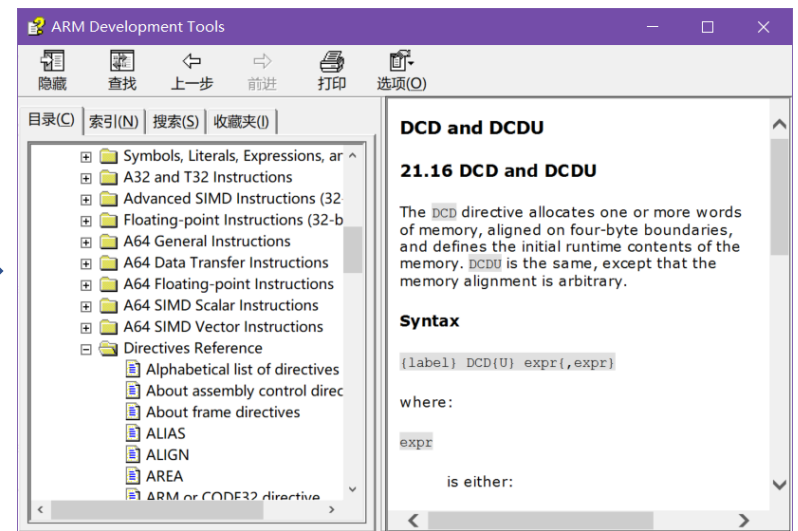 ARM Development Tools
隐藏 查找 上一步 前进 打印 选项(O)
目录(C) 索引(N) 搜索(S) 收藏夹(I)
Symbols, Literals, Expressions, ar
A32 and T32 Instructions
Advanced SIMD Instructions (32-
Floating-point Instructions (32-b
A64 General Instructions
A64 Data Transfer Instructions
A64 Floating-point Instructions
A64 SIMD Scalar Instructions
A64 SIMD Vector Instructions
Directives Reference
Alphabetical list of directives
About assembly control direc
About frame directives
ALIAS
ALIGN
AREA
ARM or CODE32 directive
DCD and DCDU
21.16 DCD and DCDU
The DCD directive allocates one or more words
of memory, aligned on four-byte boundaries,
and defines the initial runtime contents of the
memory. DCDU is the same, except that the
memory alignment is arbitrary.
Syntax
{label} DCD{U} expr{,expr}
where:
expr
is either: